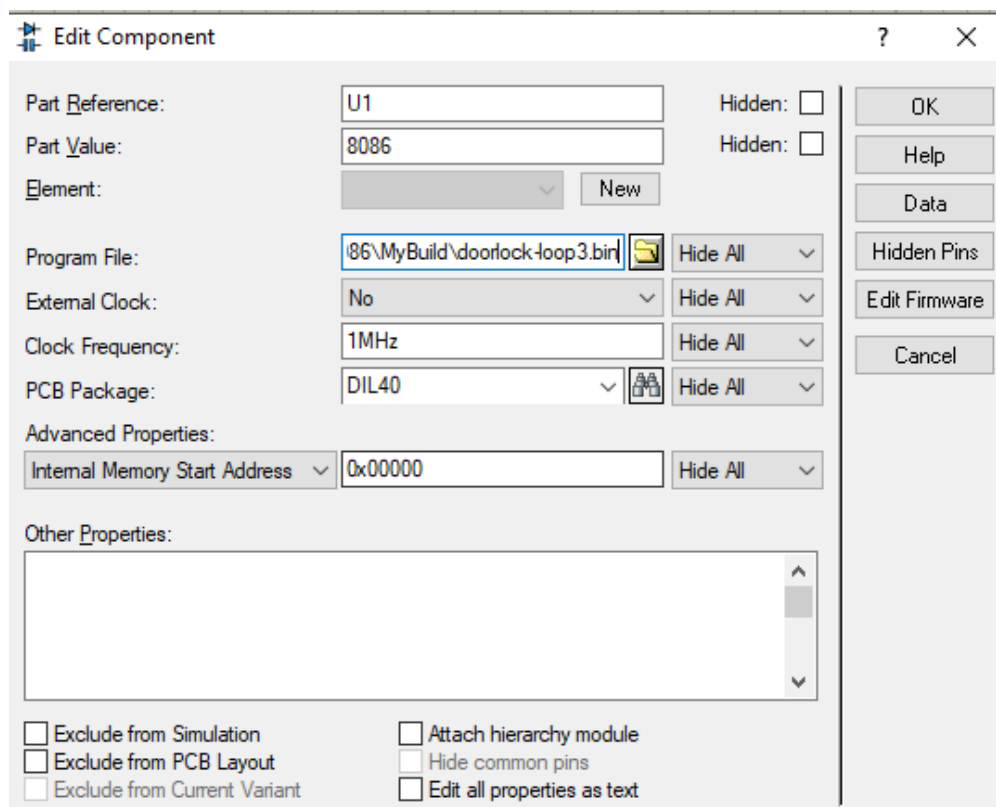 Edit Component ?
Part Reference: U1 Hidden:
Part Value: 8086 Hidden:
Element: New
Program File: 86\MyBuild\doorlock-loop3.bin Hide All
External Clock: No Hide All
Clock Frequency: 1MHz Hide All
PCB Package: DIL40 Hide All
Advanced Properties:
Internal Memory Start Address 0x00000 Hide All
Other Properties:
Exclude from Simulation Attach hierarchy module
Exclude from PCB Layout Hide common pins
Exclude from Current Variant Edit all properties as text
OK
Help
Data
Hidden Pins
Edit Firmware
Cancel